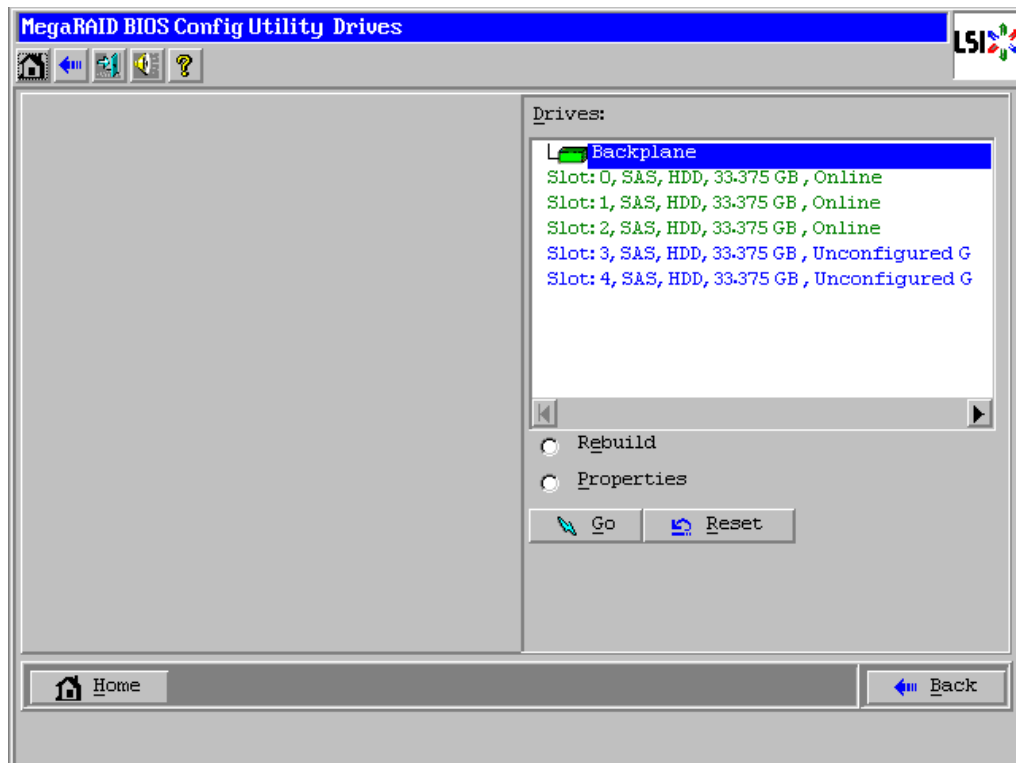 MegaRAID BIOS Config Utility Drives
LSI
Drives:
Backplane
Slot: 0, SAS, HDD, 33.375 GB , Online
Slot: 1, SAS, HDD, 33.375 GB , Online
Slot: 2, SAS, HDD, 33.375 GB , Online
Slot: 3, SAS, HDD, 33.375 GB , Unconfigured G
Slot: 4, SAS, HDD, 33.375 GB , Unconfigured G
Rebuild
Properties
Go
Reset
Home
Back